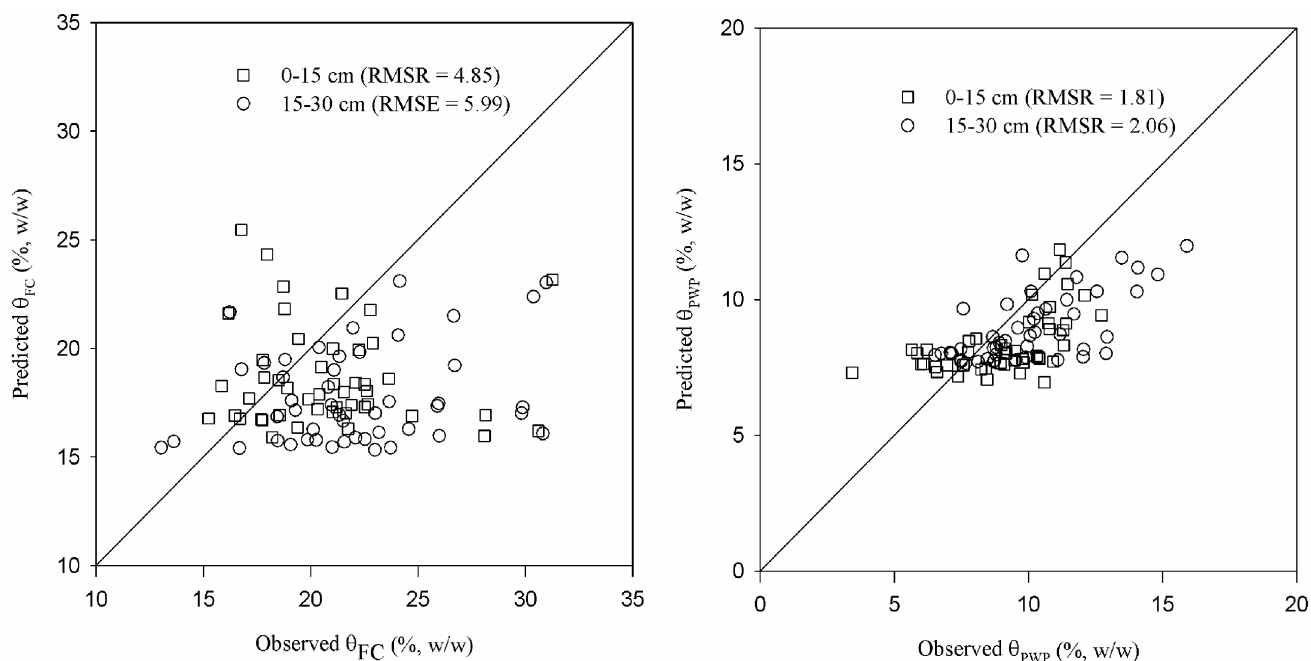 35
30
25
20
15
10
Predicted θFC (%, w/w)
0-15 cm (RMSR = 4.85)
15-30 cm (RMSE = 5.99)
10 15 20 25 30 35
Observed θFC (%, w/w)
20
15
10
5
0
Predicted θPWP (%, w/w)
0-15 cm (RMSR = 1.81)
15-30 cm (RMSR = 2.06)
0 5 10 15 20
Observed θPWP (%, w/w)